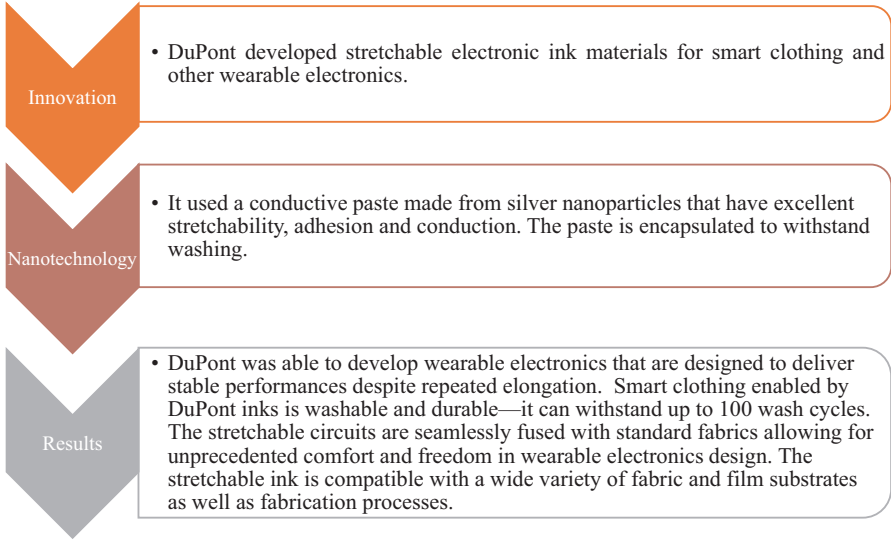 Innovation
• DuPont developed stretchable electronic ink materials for smart clothing and
other wearable electronics.
Nanotechnology
• It used a conductive paste made from silver nanoparticles that have excellent
stretchability, adhesion and conduction. The paste is encapsulated to withstand
washing.
Results
• DuPont was able to develop wearable electronics that are designed to deliver
stable performances despite repeated elongation.  Smart clothing enabled by
DuPont inks is washable and durable—it can withstand up to 100 wash cycles.
The stretchable circuits are seamlessly fused with standard fabrics allowing for
unprecedented comfort and freedom in wearable electronics design. The
stretchable ink is compatible with a wide variety of fabric and film substrates
as well as fabrication processes.